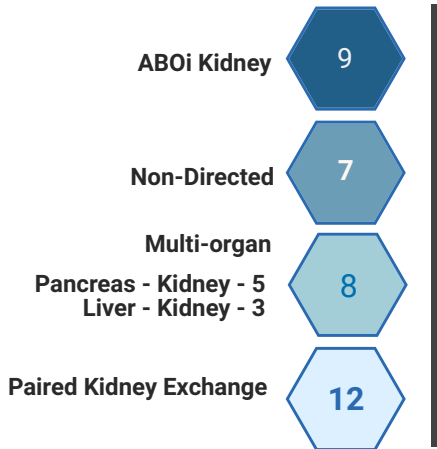 ABOi Kidney 9
Non-Directed 7
Multi-organ
Pancreas - Kidney - 5
Liver - Kidney - 3
8
Paired Kidney Exchange 12